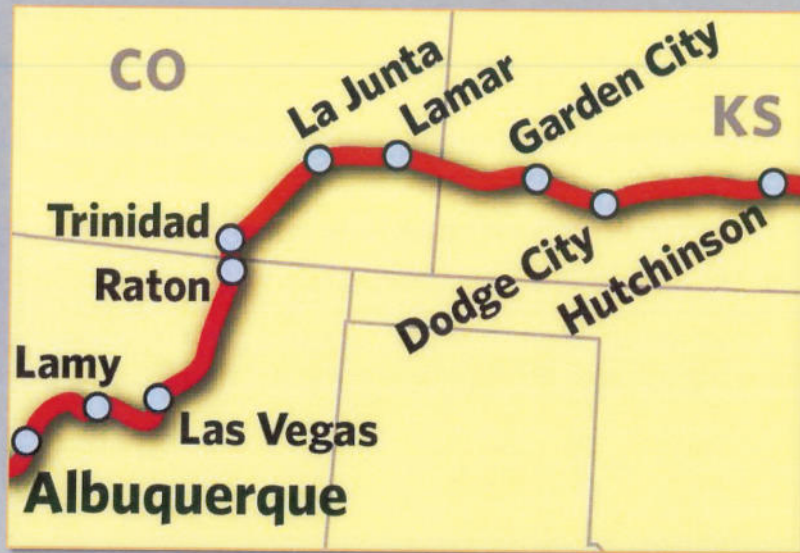 CO
KS
La Junta
Lamar
Garden City
Trinidad
Raton
Dodge City
Hutchinson
Lamy
Las Vegas
Albuquerque